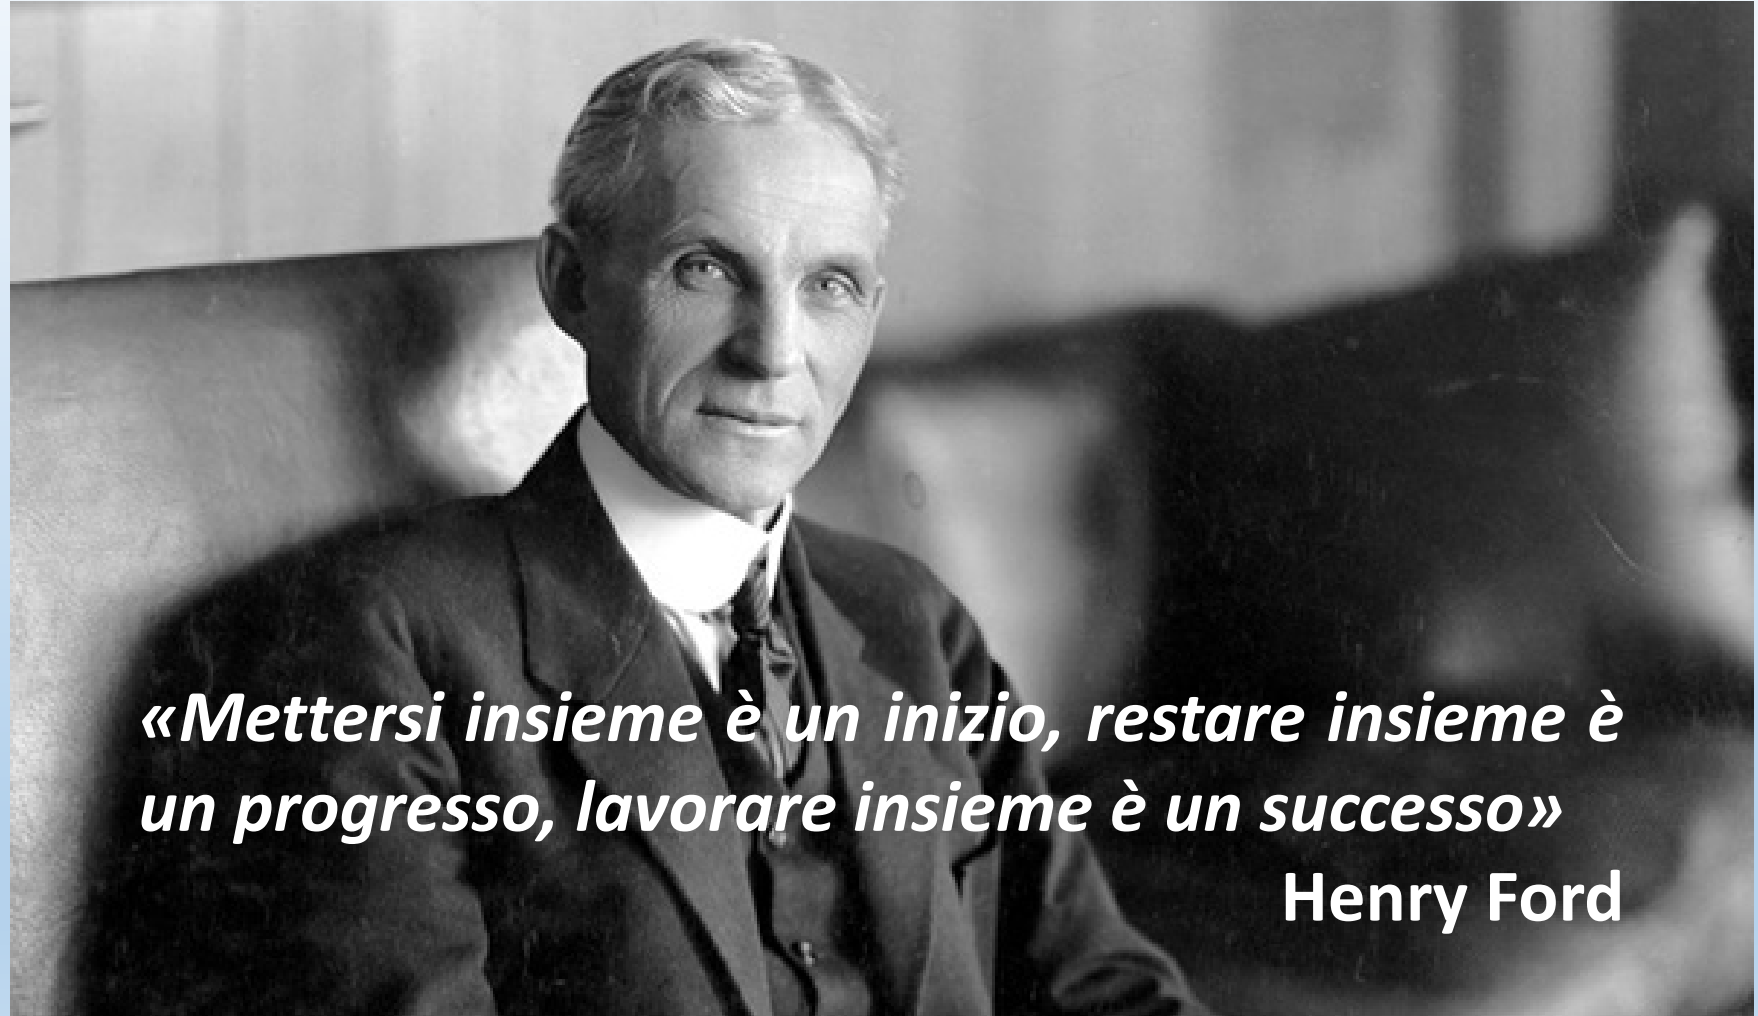 «Mettersi insieme è un inizio, restare insieme è
un progresso, lavorare insieme è un successo»
Henry Ford